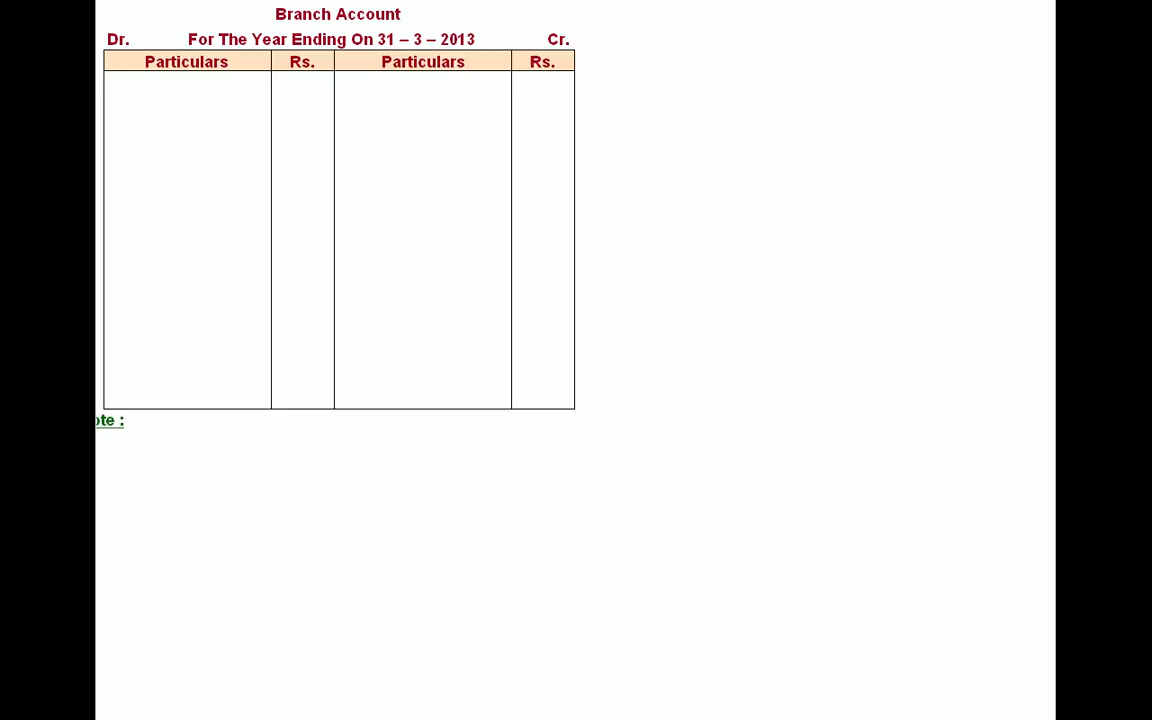 Branch Account
Dr. For The Year Ending On 31 – 3 – 2013 Cr.
Particulars Rs. Particulars Rs.
ote :